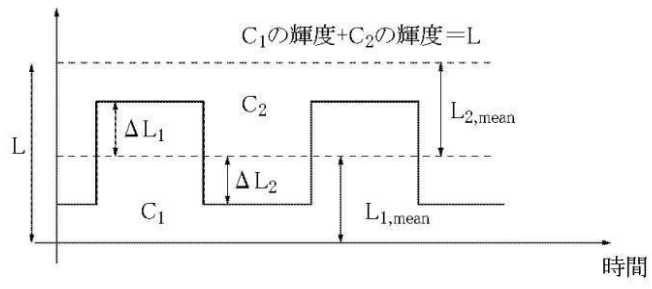 C₁の輝度+C₂の輝度=L
C₂
L₂,mean
ΔL₁
L
ΔL₂
C₁
L₁,mean
時間